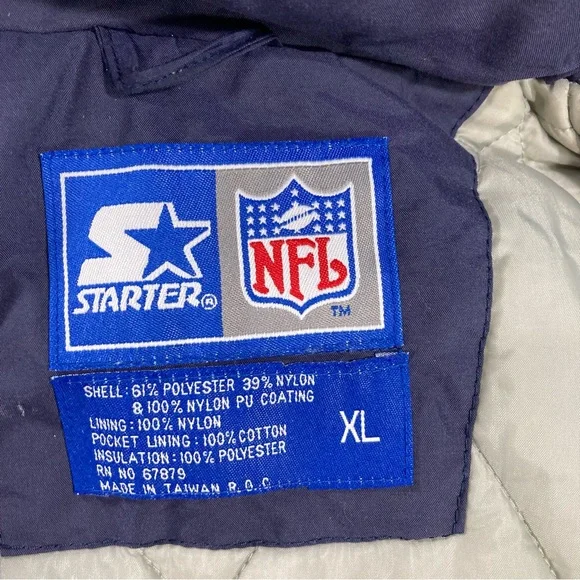 STARTER®
NFL
TM
SHELL: 61% POLYESTER 39% NYLON
& 100% NYLON PU COATING
LINING: 100% NYLON
POCKET LINING: 100% COTTON
INSULATION: 100% POLYESTER
RN NO 67879
MADE IN TAIWAN R.O.C
XL